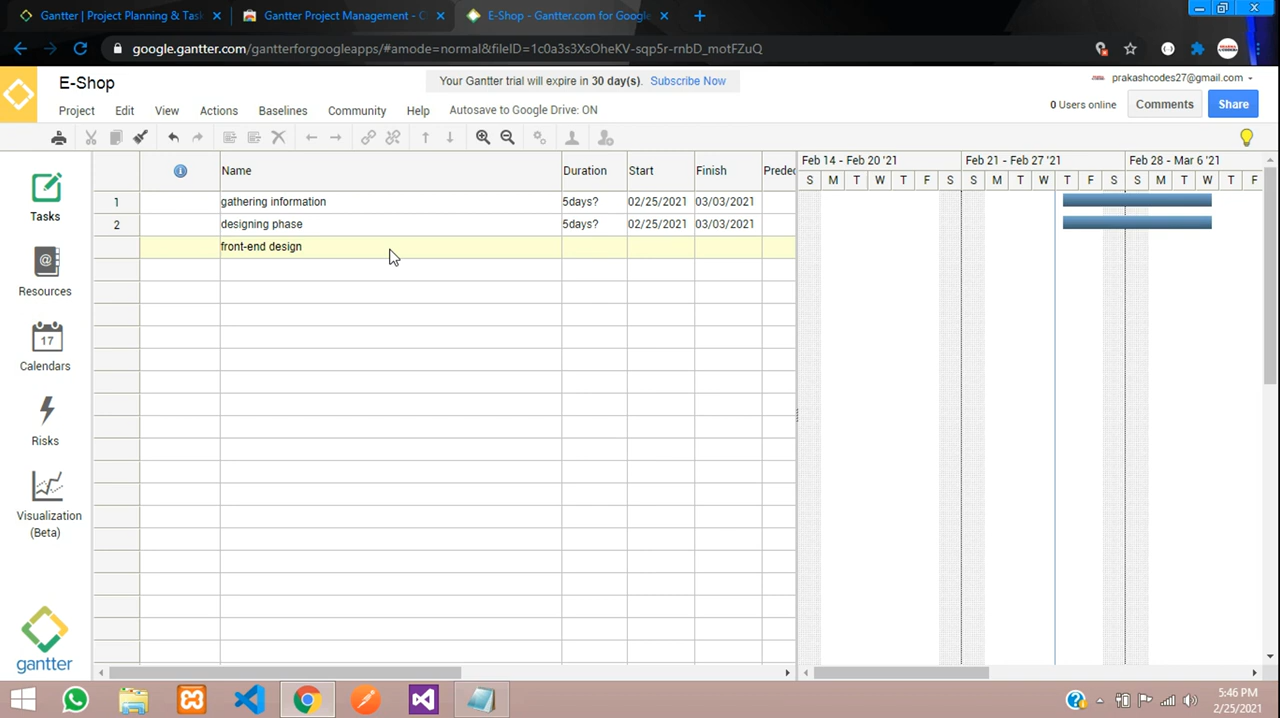 Gantter | Project Planning & Task
Gantter Project Management - C
E-Shop - Gantter.com for Google
google.gantter.com/gantterforgoogleapps/#amode=normal&fileID=1c0a3s3XsOheKV-sqp5r-rnbD_motFZuQ
E-Shop
Your Gantter trial will expire in 30 day(s). Subscribe Now
prakashcodes27@gmail.com
Project Edit View Actions Baselines Community Help Autosave to Google Drive: ON
0 Users online Comments Share
Name Duration Start Finish Predec
Feb 14 - Feb 20 '21 Feb 21 - Feb 27 '21 Feb 28 - Mar 6 '21
S M T W T F S S M T W T F S S M T W T F
1 gathering information 5days? 02/25/2021 03/03/2021
2 designing phase 5days? 02/25/2021 03/03/2021
front-end design
Tasks
Resources
17
Calendars
Risks
Visualization
(Beta)
gantter
5:46 PM
2/25/2021